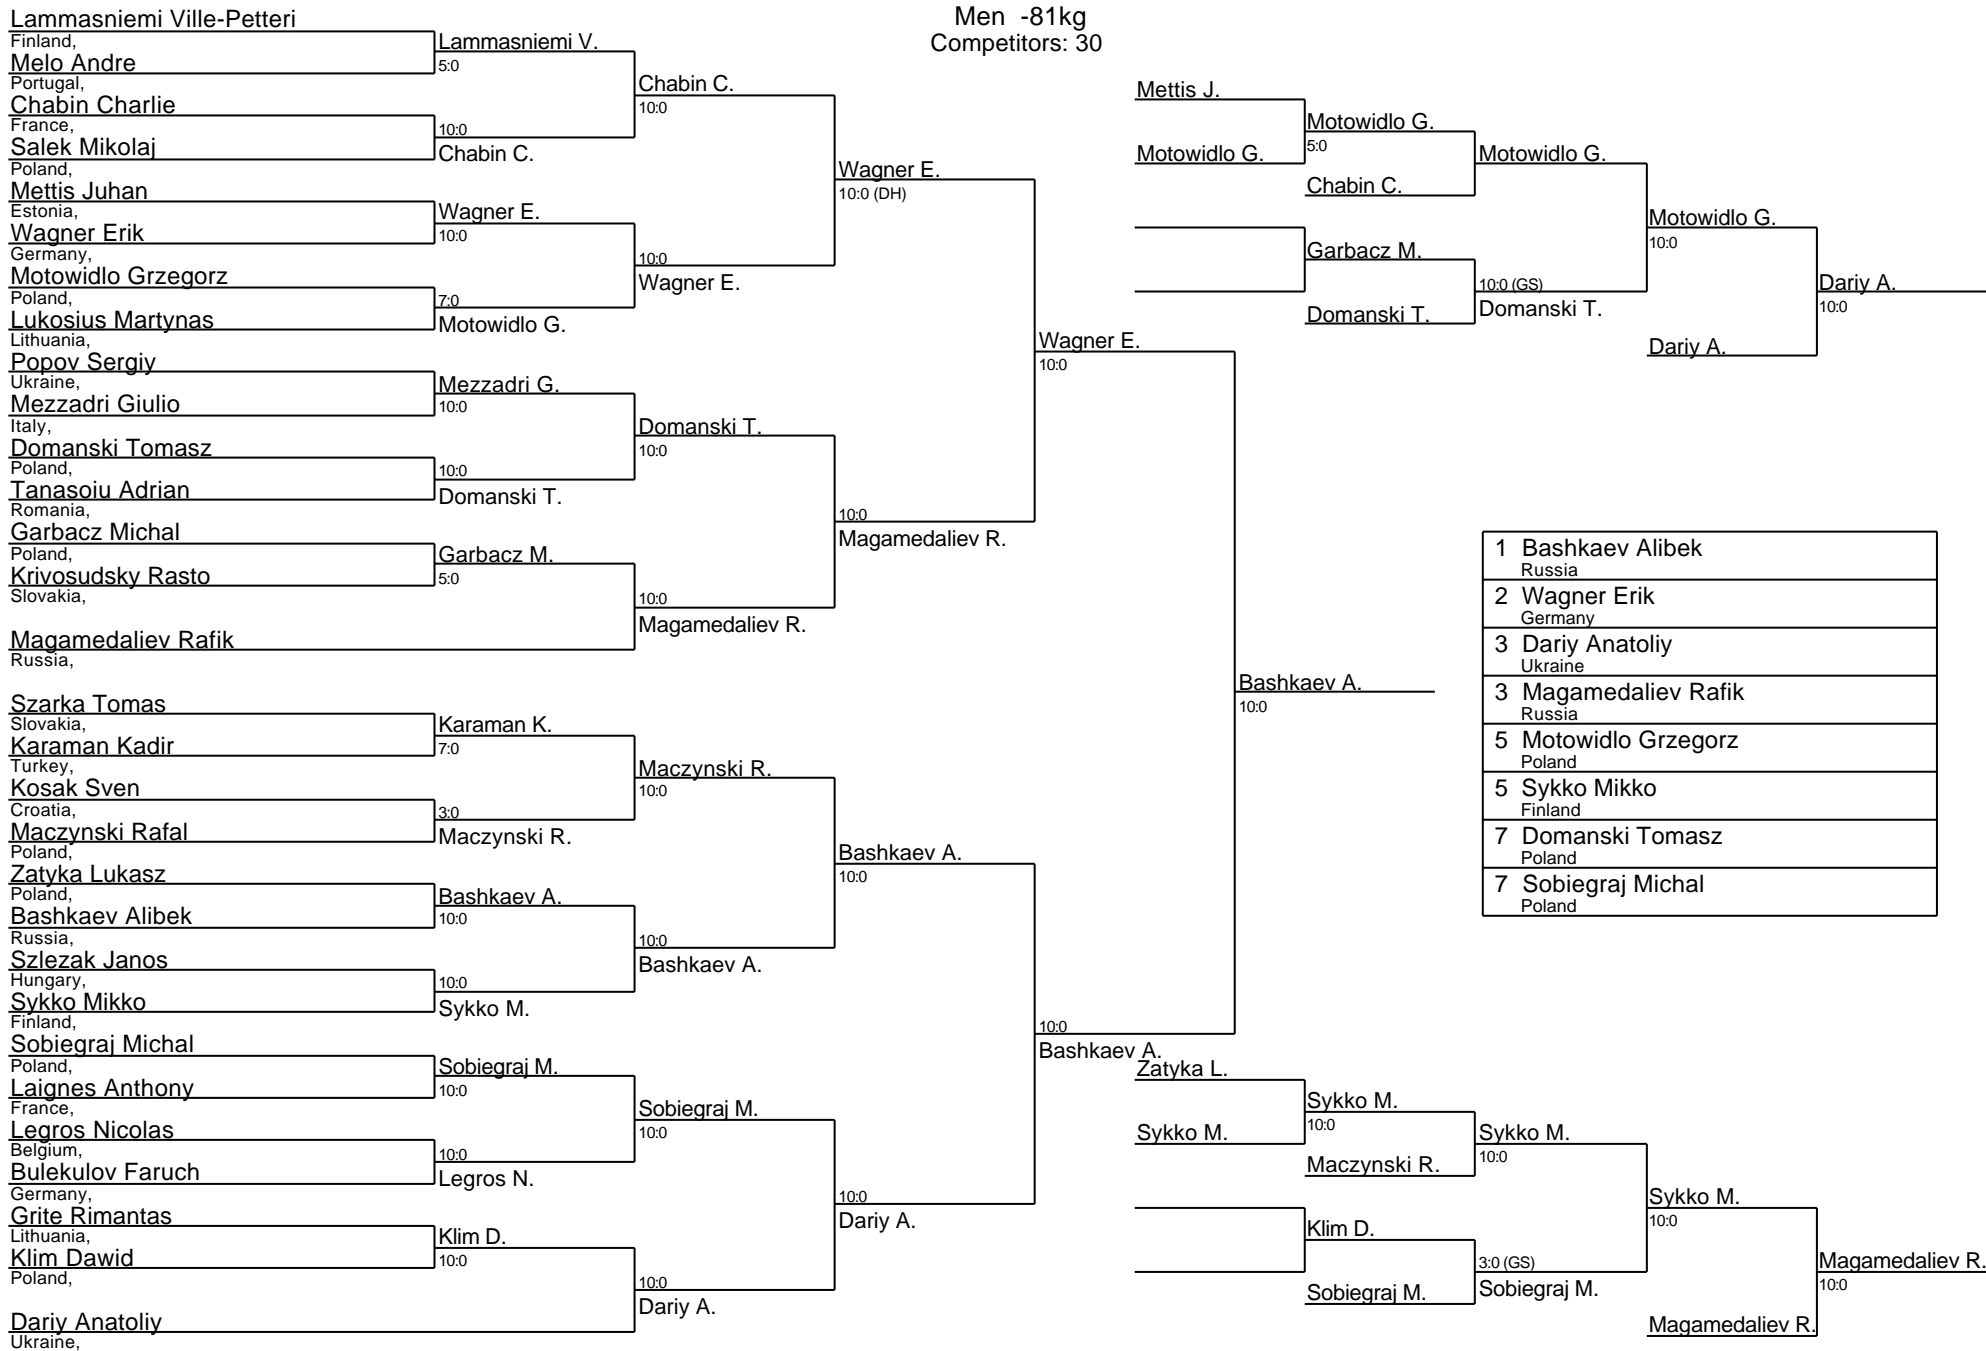 Men -81kg
Competitors: 30
Lammasniemi Ville-Petteri
Finland,
Melo Andre
Portugal,
Chabin Charlie
France,
Salek Mikolaj
Poland,
Mettis Juhan
Estonia,
Wagner Erik
Germany,
Motowidlo Grzegorz
Poland,
Lukosius Martynas
Lithuania,
Popov Sergiy
Ukraine,
Mezzadri Giulio
Italy,
Domanski Tomasz
Poland,
Tanasoiu Adrian
Romania,
Garbacz Michal
Poland,
Krivosudsky Rasto
Slovakia,
Magamedaliev Rafik
Russia,
Szarka Tomas
Slovakia,
Karaman Kadir
Turkey,
Kosak Sven
Croatia,
Maczynski Rafal
Poland,
Zatyka Lukasz
Poland,
Bashkaev Alibek
Russia,
Szlezak Janos
Hungary,
Sykko Mikko
Finland,
Sobiegraj Michal
Poland,
Laignes Anthony
France,
Legros Nicolas
Belgium,
Bulekulov Faruch
Germany,
Grite Rimantas
Lithuania,
Klim Dawid
Poland,
Dariy Anatoliy
Ukraine,
Lammasniemi V.
5:0
10:0
Chabin C.
Wagner E.
10:0
7:0
Motowidlo G.
Mezzadri G.
10:0
10:0
Domanski T.
Garbacz M.
5:0
Karaman K.
7:0
3:0
Maczynski R.
Bashkaev A.
10:0
10:0
Sykko M.
Sobiegraj M.
10:0
10:0
Legros N.
Klim D.
10:0
Chabin C.
10:0
10:0
Wagner E.
Domanski T.
10:0
10:0
Magamedaliev R.
Maczynski R.
10:0
10:0
Bashkaev A.
Sobiegraj M.
10:0
10:0
Dariy A.
Wagner E.
10:0 (DH)
10:0
Magamedaliev R.
Bashkaev A.
10:0
10:0
Dariy A.
Wagner E.
10:0
10:0
Bashkaev A.
Bashkaev A.
10:0
Mettis J.
Motowidlo G.
Motowidlo G.
5:0
Chabin C.
Garbacz M.
Domanski T.
Motowidlo G.
10:0 (GS)
Domanski T.
Motowidlo G.
10:0
Dariy A.
Dariy A.
10:0
1 Bashkaev Alibek
Russia
2 Wagner Erik
Germany
3 Dariy Anatoliy
Ukraine
3 Magamedaliev Rafik
Russia
5 Motowidlo Grzegorz
Poland
5 Sykko Mikko
Finland
7 Domanski Tomasz
Poland
7 Sobiegraj Michal
Poland
Zatyka L.
Sykko M.
Sykko M.
10:0
Maczynski R.
Klim D.
Sobiegraj M.
Sykko M.
10:0
3:0 (GS)
Sobiegraj M.
Sykko M.
10:0
Magamedaliev R.
Magamedaliev R.
10:0